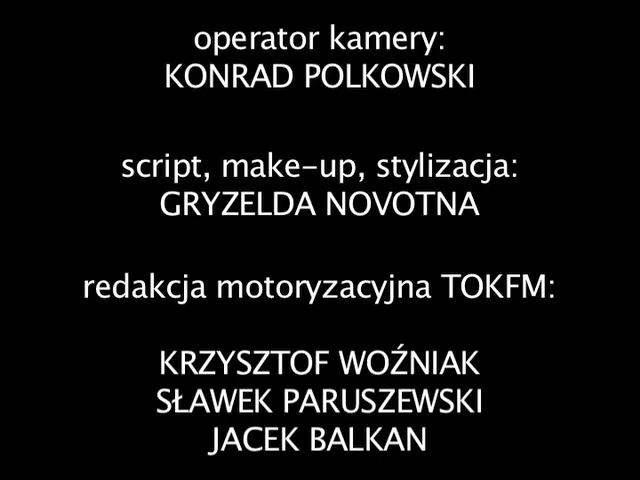 operator kamery:
KONRAD POLKOWSKI
script, make-up, stylizacja:
GRYZELDA NOVOTNA
redakcja motoryzacyjna TOKFM:
KRZYSZTOF WOŹNIAK
SŁAWEK PARUSZEWSKI
JACEK BALKAN